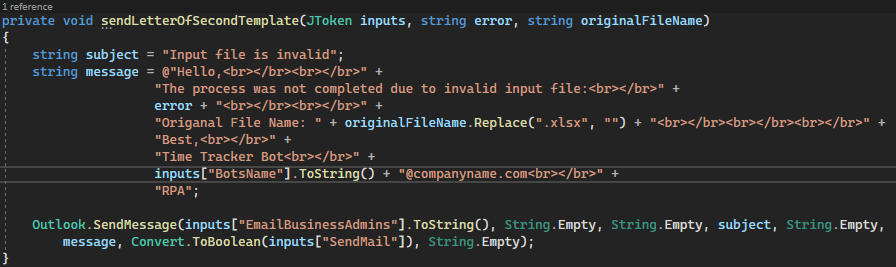 1 reference
private void sendLetterOfSecondTemplate(JToken inputs, string error, string originalFileName)
{
string subject = "Input file is invalid";
string message = @"Hello,<br></br><br></br>" +
"The process was not completed due to invalid input file:<br></br>" +
error + "<br></br><br></br>" +
"Origanal File Name: " + originalFileName.Replace(".xlsx", "") + "<br></br><br></br><br></br>" +
"Best,<br></br>" +
"Time Tracker Bot<br></br>" +
inputs["BotsName"].ToString() + "@companyname.com<br></br>" +
"RPA";
Outlook.SendMessage(inputs["EmailBusinessAdmins"].ToString(), String.Empty, String.Empty, subject, String.Empty,
message, Convert.ToBoolean(inputs["SendMail"]), String.Empty);
}